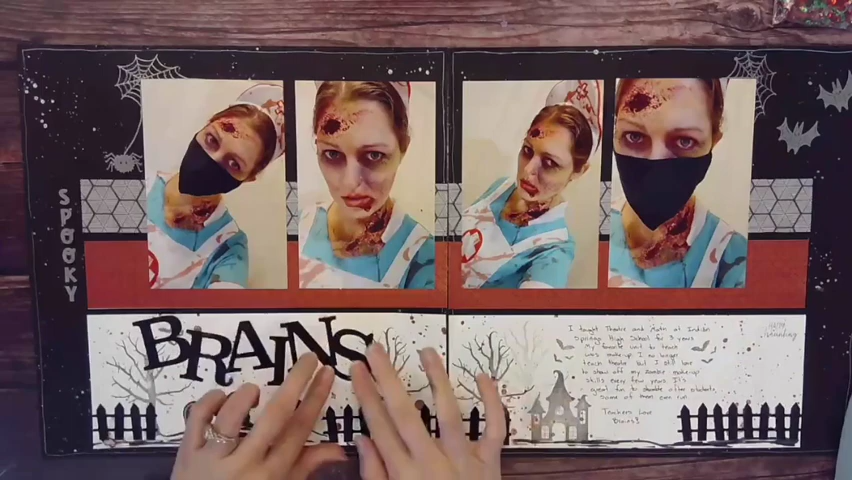 SPOOKY
BRAINS
I taught Theatre and Math at Indian
Springs High School for 3 years
My favorite unit to teach
was make-up. I no longer
teach theatre but I still love
to show off my Zombie make-up
skills every few years. It's
great fun to shamble after students
Some of them even run
Teachers Love
Brains!